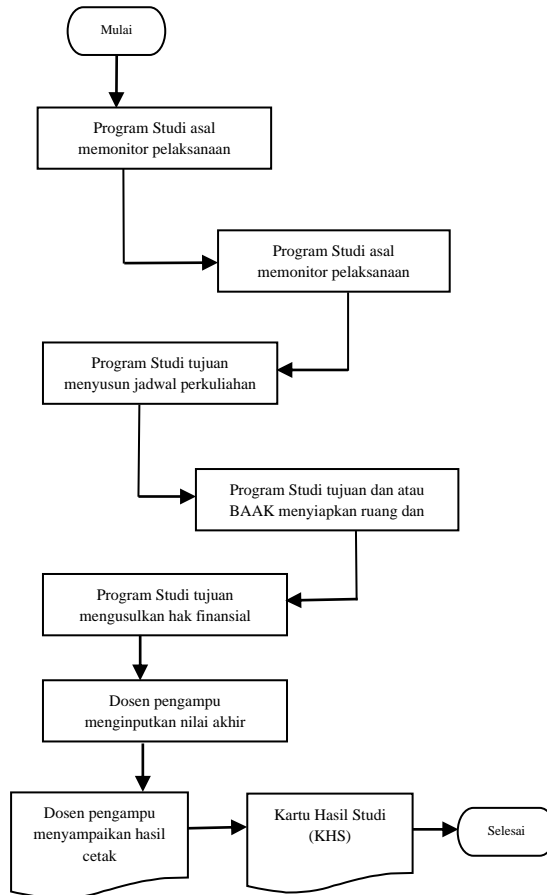 Mulai
Program Studi asal
memonitor pelaksanaan
Program Studi asal
memonitor pelaksanaan
Program Studi tujuan
menyusun jadwal perkuliahan
Program Studi tujuan dan atau
BAAK menyiapkan ruang dan
Program Studi tujuan
mengusulkan hak finansial
Dosen pengampu
menginputkan nilai akhir
Dosen pengampu
menyampaikan hasil
cetak
Kartu Hasil Studi
(KHS)
Selesai